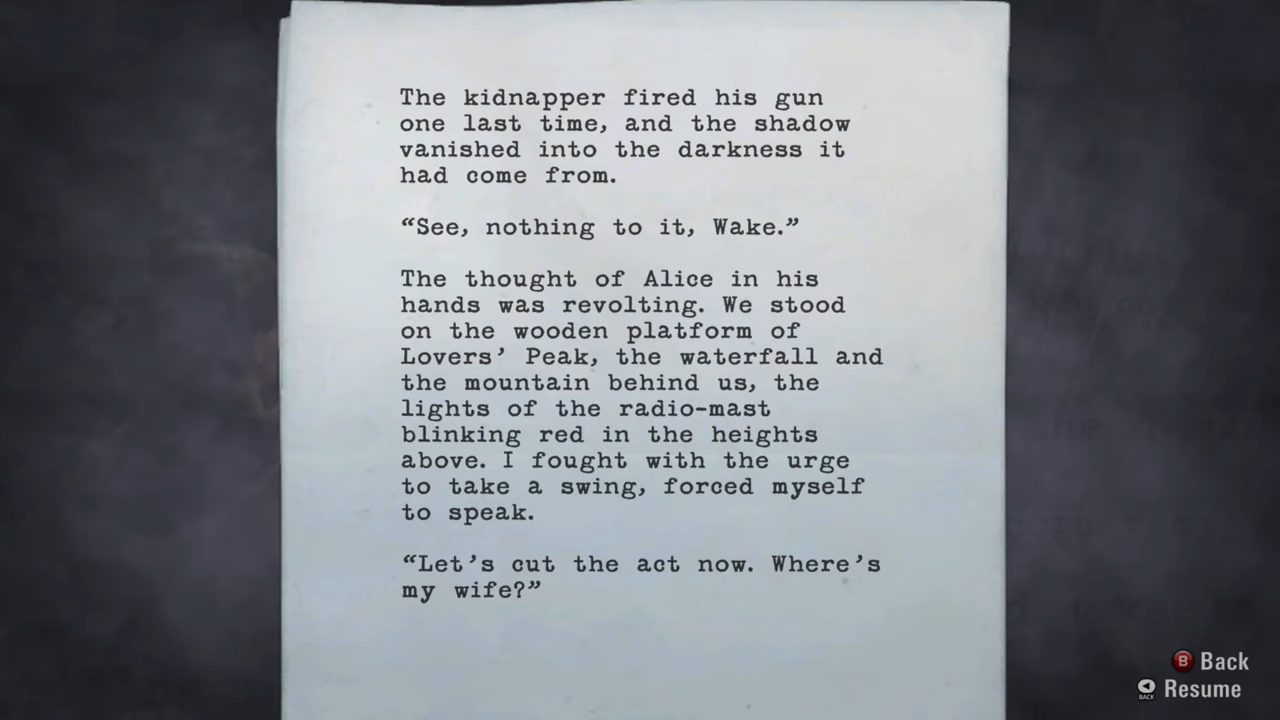 The kidnapper fired his gun
one last time, and the shadow
vanished into the darkness it
had come from.
“See, nothing to it, Wake.”
The thought of Alice in his
hands was revolting. We stood
on the wooden platform of
Lovers’ Peak, the waterfall and
the mountain behind us, the
lights of the radio-mast
blinking red in the heights
above. I fought with the urge
to take a swing, forced myself
to speak.
“Let’s cut the act now. Where’s
my wife?”
B Back
BACK Resume